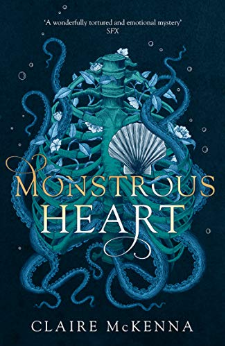 'A wonderfully tortured and emotional mystery'
SFX
MONSTROUS
HEART
CLAIRE McKENNA